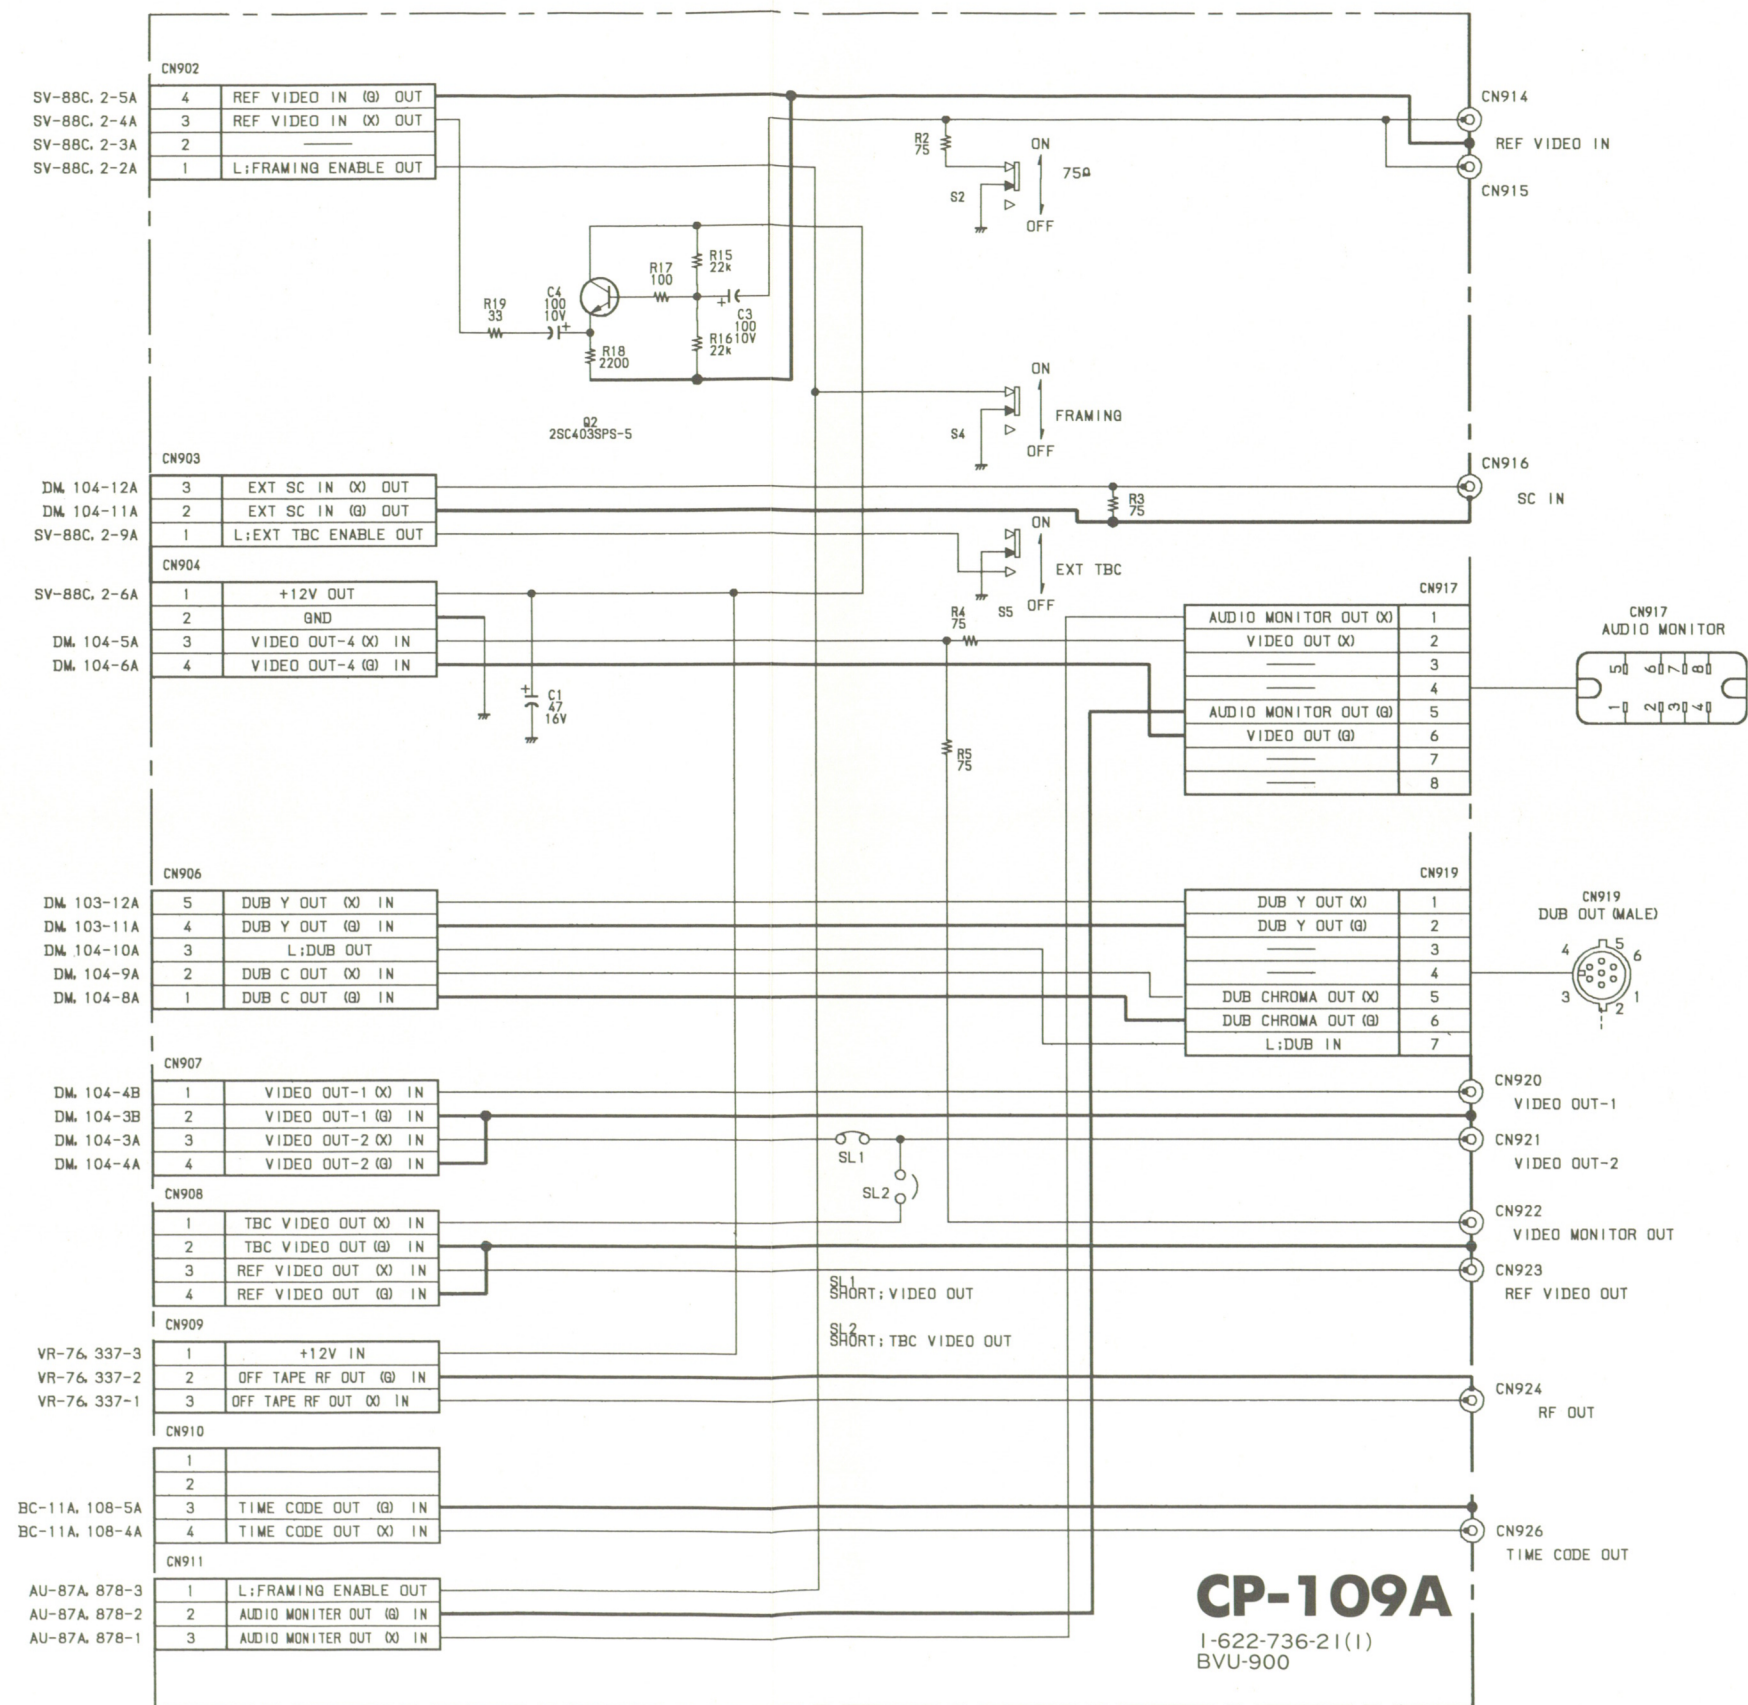 CN902
SV-88C, 2-5A 4 REF VIDEO IN (G) OUT
SV-88C, 2-4A 3 REF VIDEO IN (X) OUT
SV-88C, 2-3A 2
SV-88C, 2-2A 1 L;FRAMING ENABLE OUT
CN914
REF VIDEO IN
CN915
R2
75
ON
75Ω
S2
OFF
R15
22k
R17
100
C4
100
10V
+
R19
33
+
C3
100
10V
R16
22k
R18
2200
Q2
2SC403SPS-5
ON
FRAMING
S4
OFF
CN903
DM, 104-12A 3 EXT SC IN (X) OUT
DM, 104-11A 2 EXT SC IN (G) OUT
SV-88C, 2-9A 1 L;EXT TBC ENABLE OUT
CN916
SC IN
R3
75
ON
EXT TBC
S5 OFF
CN904
SV-88C, 2-6A 1 +12V OUT
2 GND
DM, 104-5A 3 VIDEO OUT-4 (X) IN
DM, 104-6A 4 VIDEO OUT-4 (G) IN
+
C1
47
16V
R4
75
R5
75
CN917
AUDIO MONITOR OUT (X) 1
VIDEO OUT (X) 2
3
4
AUDIO MONITOR OUT (G) 5
VIDEO OUT (G) 6
7
8
CN917
AUDIO MONITOR
5 6 7 8
1 2 3 4
CN906
DM, 103-12A 5 DUB Y OUT (X) IN
DM, 103-11A 4 DUB Y OUT (G) IN
DM, 104-10A 3 L;DUB OUT
DM, 104-9A 2 DUB C OUT (X) IN
DM, 104-8A 1 DUB C OUT (G) IN
CN919
DUB Y OUT (X) 1
DUB Y OUT (G) 2
3
4
DUB CHROMA OUT (X) 5
DUB CHROMA OUT (G) 6
L;DUB IN 7
CN919
DUB OUT (MALE)
4 5 6
3 2 1
CN907
DM, 104-4B 1 VIDEO OUT-1 (X) IN
DM, 104-3B 2 VIDEO OUT-1 (G) IN
DM, 104-3A 3 VIDEO OUT-2 (X) IN
DM, 104-4A 4 VIDEO OUT-2 (G) IN
CN920
VIDEO OUT-1
CN921
VIDEO OUT-2
SL1
SL2
CN908
1 TBC VIDEO OUT (X) IN
2 TBC VIDEO OUT (G) IN
3 REF VIDEO OUT (X) IN
4 REF VIDEO OUT (G) IN
CN922
VIDEO MONITOR OUT
CN923
REF VIDEO OUT
SL1
SHORT; VIDEO OUT
SL2
SHORT; TBC VIDEO OUT
CN909
VR-76, 337-3 1 +12V IN
VR-76, 337-2 2 OFF TAPE RF OUT (G) IN
VR-76, 337-1 3 OFF TAPE RF OUT (X) IN
CN924
RF OUT
CN910
1
2
BC-11A, 108-5A 3 TIME CODE OUT (G) IN
BC-11A, 108-4A 4 TIME CODE OUT (X) IN
CN926
TIME CODE OUT
CN911
AU-87A, 878-3 1 L;FRAMING ENABLE OUT
AU-87A, 878-2 2 AUDIO MONITER OUT (G) IN
AU-87A, 878-1 3 AUDIO MONITER OUT (X) IN
CP-109A
1-622-736-21(1)
BVU-900